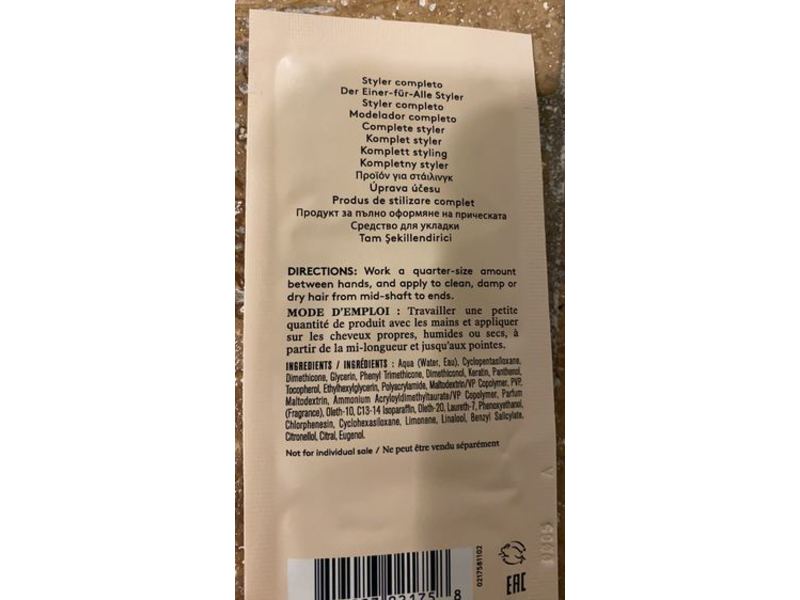 Styler completo
Der Einer-für-Alle Styler
Styler completo
Modelador completo
Complete styler
Komplet styler
Komplett styling
Kompletny styler
Προϊόν για στάιλινγκ
Úprava účesu
Produs de stilizare complet
Продукт за пълно оформяне на прическата
Средство для укладки
Tam Şekillendirici
DIRECTIONS: Work a quarter-size amount
between hands, and apply to clean, damp or
dry hair from mid-shaft to ends.
MODE D'EMPLOI : Travailler une petite
quantité de produit avec les mains et appliquer
sur les cheveux propres, humides ou secs, à
partir de la mi-longueur et jusqu'aux pointes.
INGREDIENTS / INGRÉDIENTS : Aqua (Water, Eau), Cyclopentasiloxane,
Dimethicone, Glycerin, Phenyl Trimethicone, Dimethiconol, Keratin, Panthenol,
Tocopherol, Ethylhexylglycerin, Polyacrylamide, Maltodextrin/VP Copolymer, PVP,
Maltodextrin, Ammonium Acryloyldimethyltaurate/VP Copolymer, Parfum
(Fragrance), Oleth-10, C13-14 Isoparaffin, Oleth-20, Laureth-7, Phenoxyethanol,
Chlorphenesin, Cyclohexasiloxane, Limonene, Linalool, Benzyl Salicylate,
Citronellol, Citral, Eugenol.
Not for individual sale / Ne peut être vendu séparément
0217581102
EAC
8